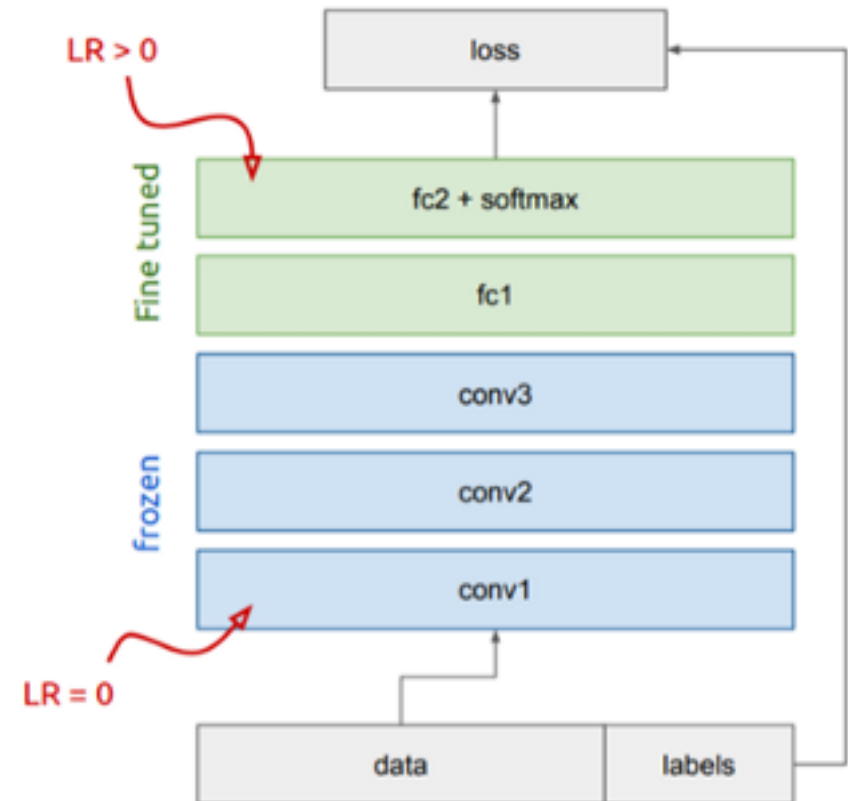 LR > 0
loss
Fine tuned
fc2 + softmax
fc1
conv3
frozen
conv2
conv1
LR = 0
data
labels